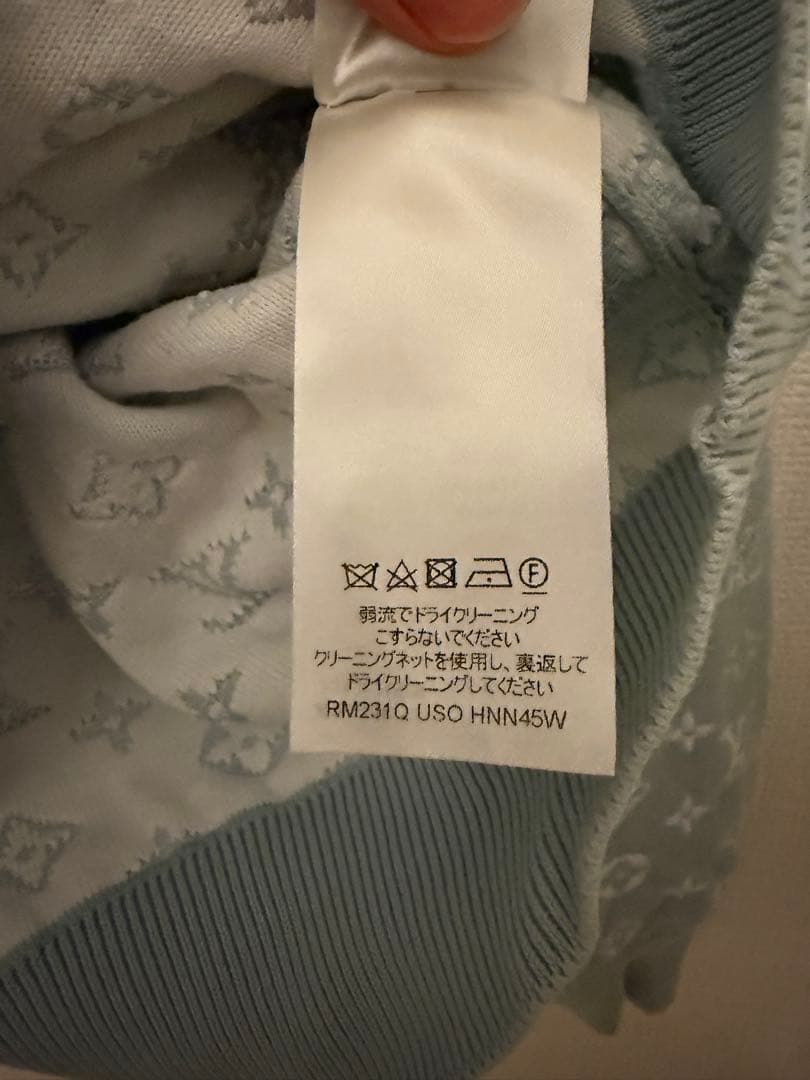 F
弱流でドライクリーニング
こすらないでください
クリーニングネットを使用し、裏返して
ドライクリーニングしてください
RM231Q USO HNN45W